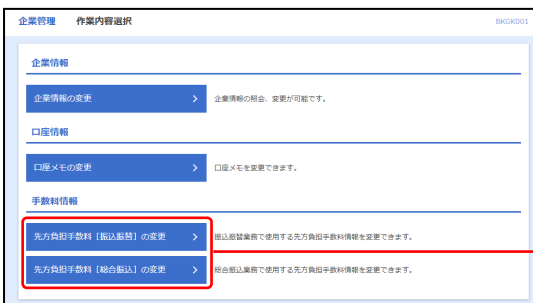 企業管理 作業内容選択 BKGK001
企業情報
企業情報の変更 企業情報の照会、変更が可能です。
口座情報
口座メモの変更 口座メモを変更できます。
手数料情報
先方負担手数料［振込振替］の変更 振込振替業務で使用する先方負担手数料情報を変更できます。
先方負担手数料［総合振込］の変更 総合振込業務で使用する先方負担手数料情報を変更できます。